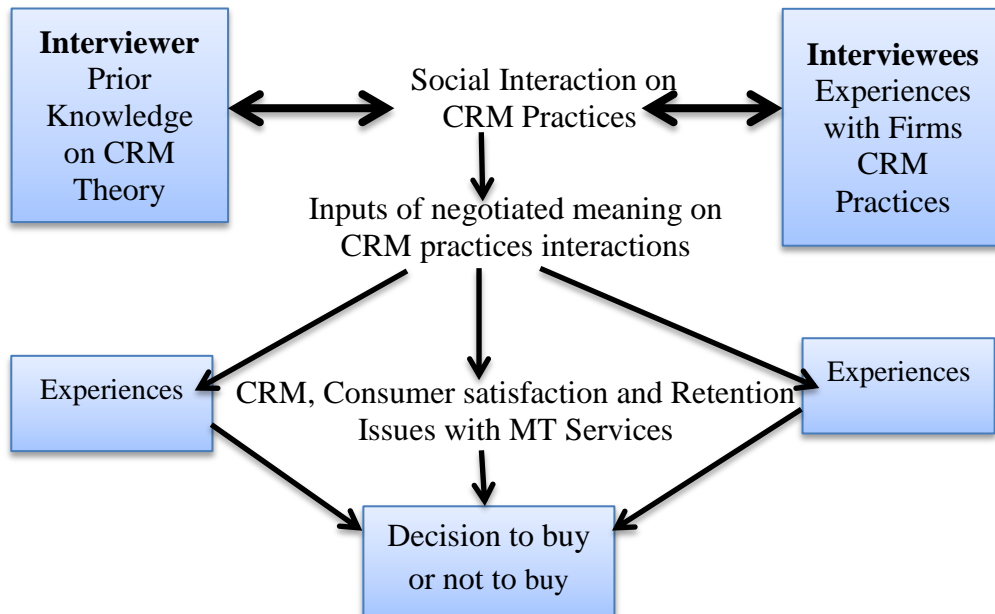 Interviewer
Prior
Knowledge
on CRM
Theory
Social Interaction on
CRM Practices
Interviewees
Experiences
with Firms
CRM
Practices
Inputs of negotiated meaning on
CRM practices interactions
Experiences
CRM, Consumer satisfaction and Retention
Issues with MT Services
Experiences
Decision to buy
or not to buy